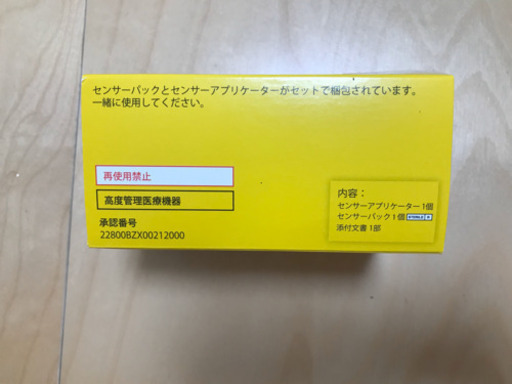 センサーパックとセンサーアプリケーターがセットで梱包されています。
一緒に使用してください。
再使用禁止
高度管理医療機器
承認番号
22800BZX00212000
内容：
センサーアプリケーター1個
センサーパック1個 STERILE R
添付文書1部